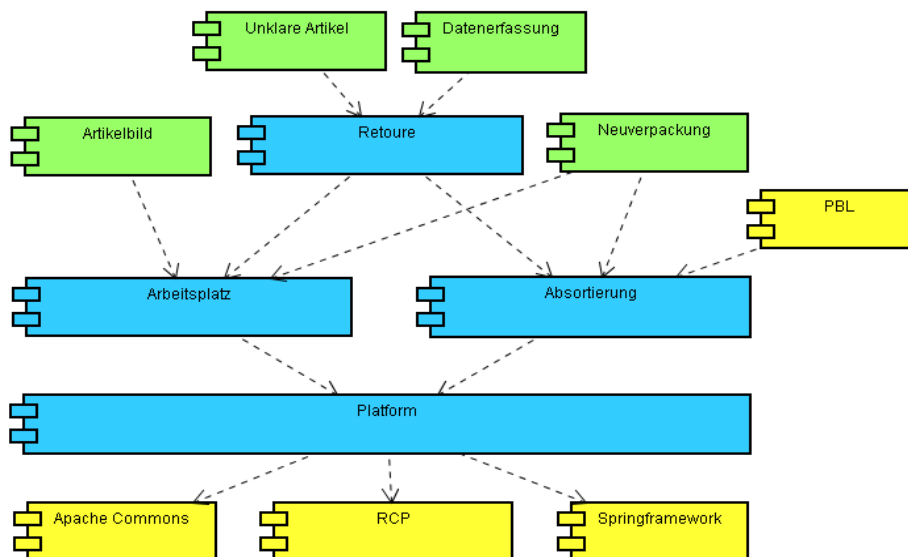 Unklare Artikel
Datenerfassung
Artikelbild
Retoure
Neuverpackung
PBL
Arbeitsplatz
Absortierung
Platform
Apache Commons
RCP
Springframework